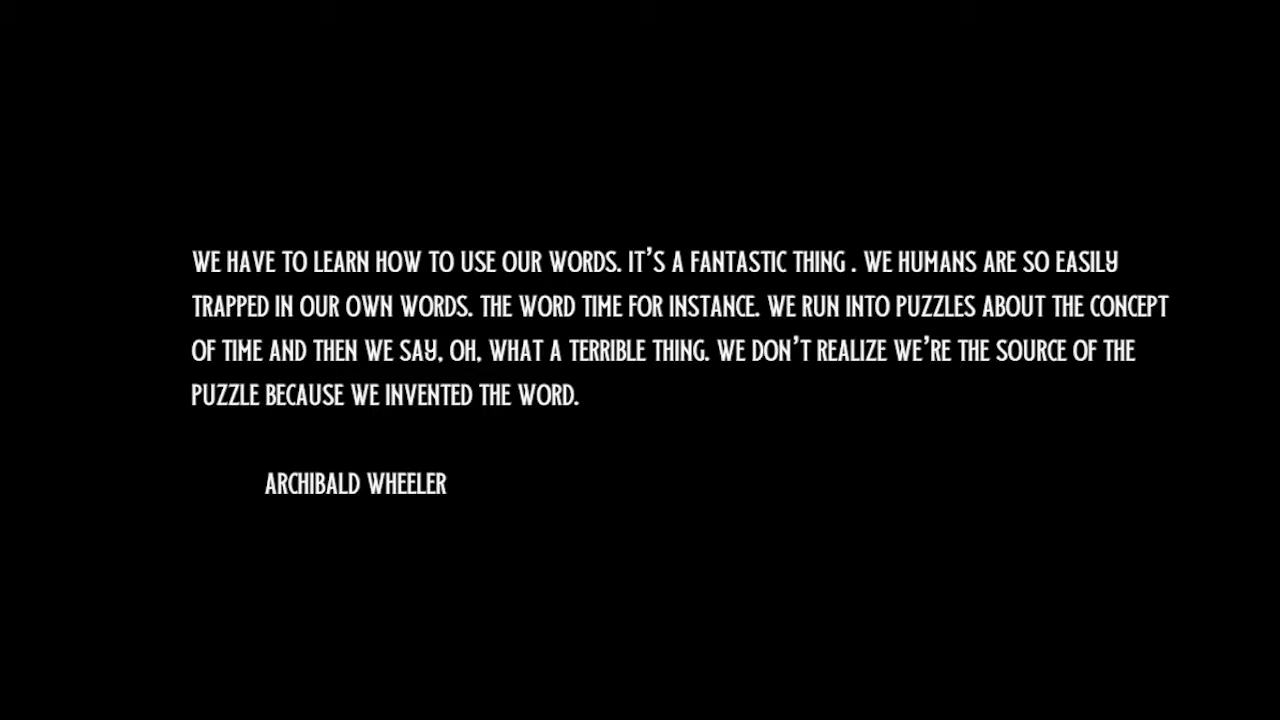 WE HAVE TO LEARN HOW TO USE OUR WORDS. IT'S A FANTASTIC THING . WE HUMANS ARE SO EASILY
TRAPPED IN OUR OWN WORDS. THE WORD TIME FOR INSTANCE. WE RUN INTO PUZZLES ABOUT THE CONCEPT
OF TIME AND THEN WE SAY, OH, WHAT A TERRIBLE THING. WE DON'T REALIZE WE'RE THE SOURCE OF THE
PUZZLE BECAUSE WE INVENTED THE WORD.
ARCHIBALD WHEELER